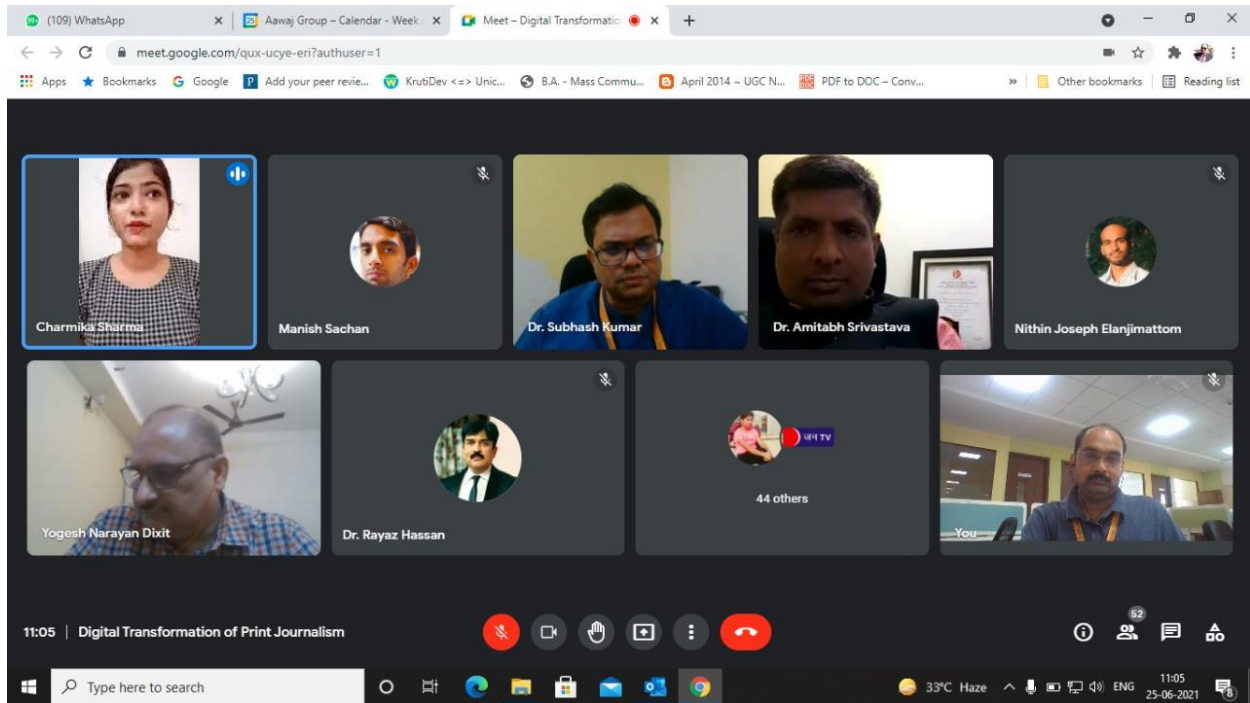 (109) WhatsApp
Aawaj Group – Calendar - Week
Meet – Digital Transformatio
meet.google.com/qux-ucye-eri?authuser=1
Apps
Bookmarks
Google
Add your peer revie...
KrutiDev <=> Unic...
B.A. - Mass Commu...
April 2014 ~ UGC N...
PDF to DOC – Conv...
»
Other bookmarks
Reading list
Charmika Sharma
Manish Sachan
Dr. Subhash Kumar
Dr. Amitabh Srivastava
Nithin Joseph Elanjimattom
Yogesh Narayan Dixit
Dr. Rayaz Hassan
जन TV
44 others
You
11:05 | Digital Transformation of Print Journalism
52
Type here to search
33°C Haze
ENG
11:05
25-06-2021
8